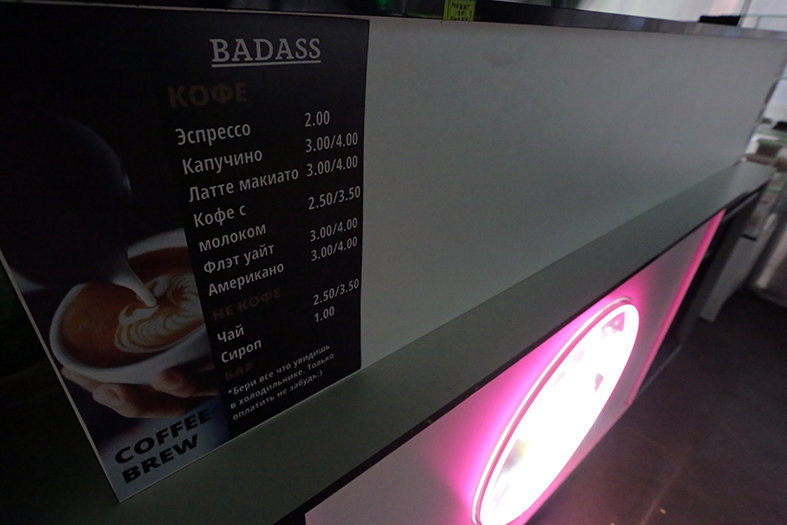 BADASS
КОФЕ
Эспрессо 2.00
Капучино 3.00/4.00
Латте макиато 3.00/4.00
Кофе с
молоком 2.50/3.50
Флэт уайт 3.00/4.00
Американо 3.00/4.00
НЕ КОФЕ
Чай 2.50/3.50
Сироп 1.00
БАР
*Бери все что увидишь
в холодильнике. Только
оплатить не забудь:)
COFFEE
BREW